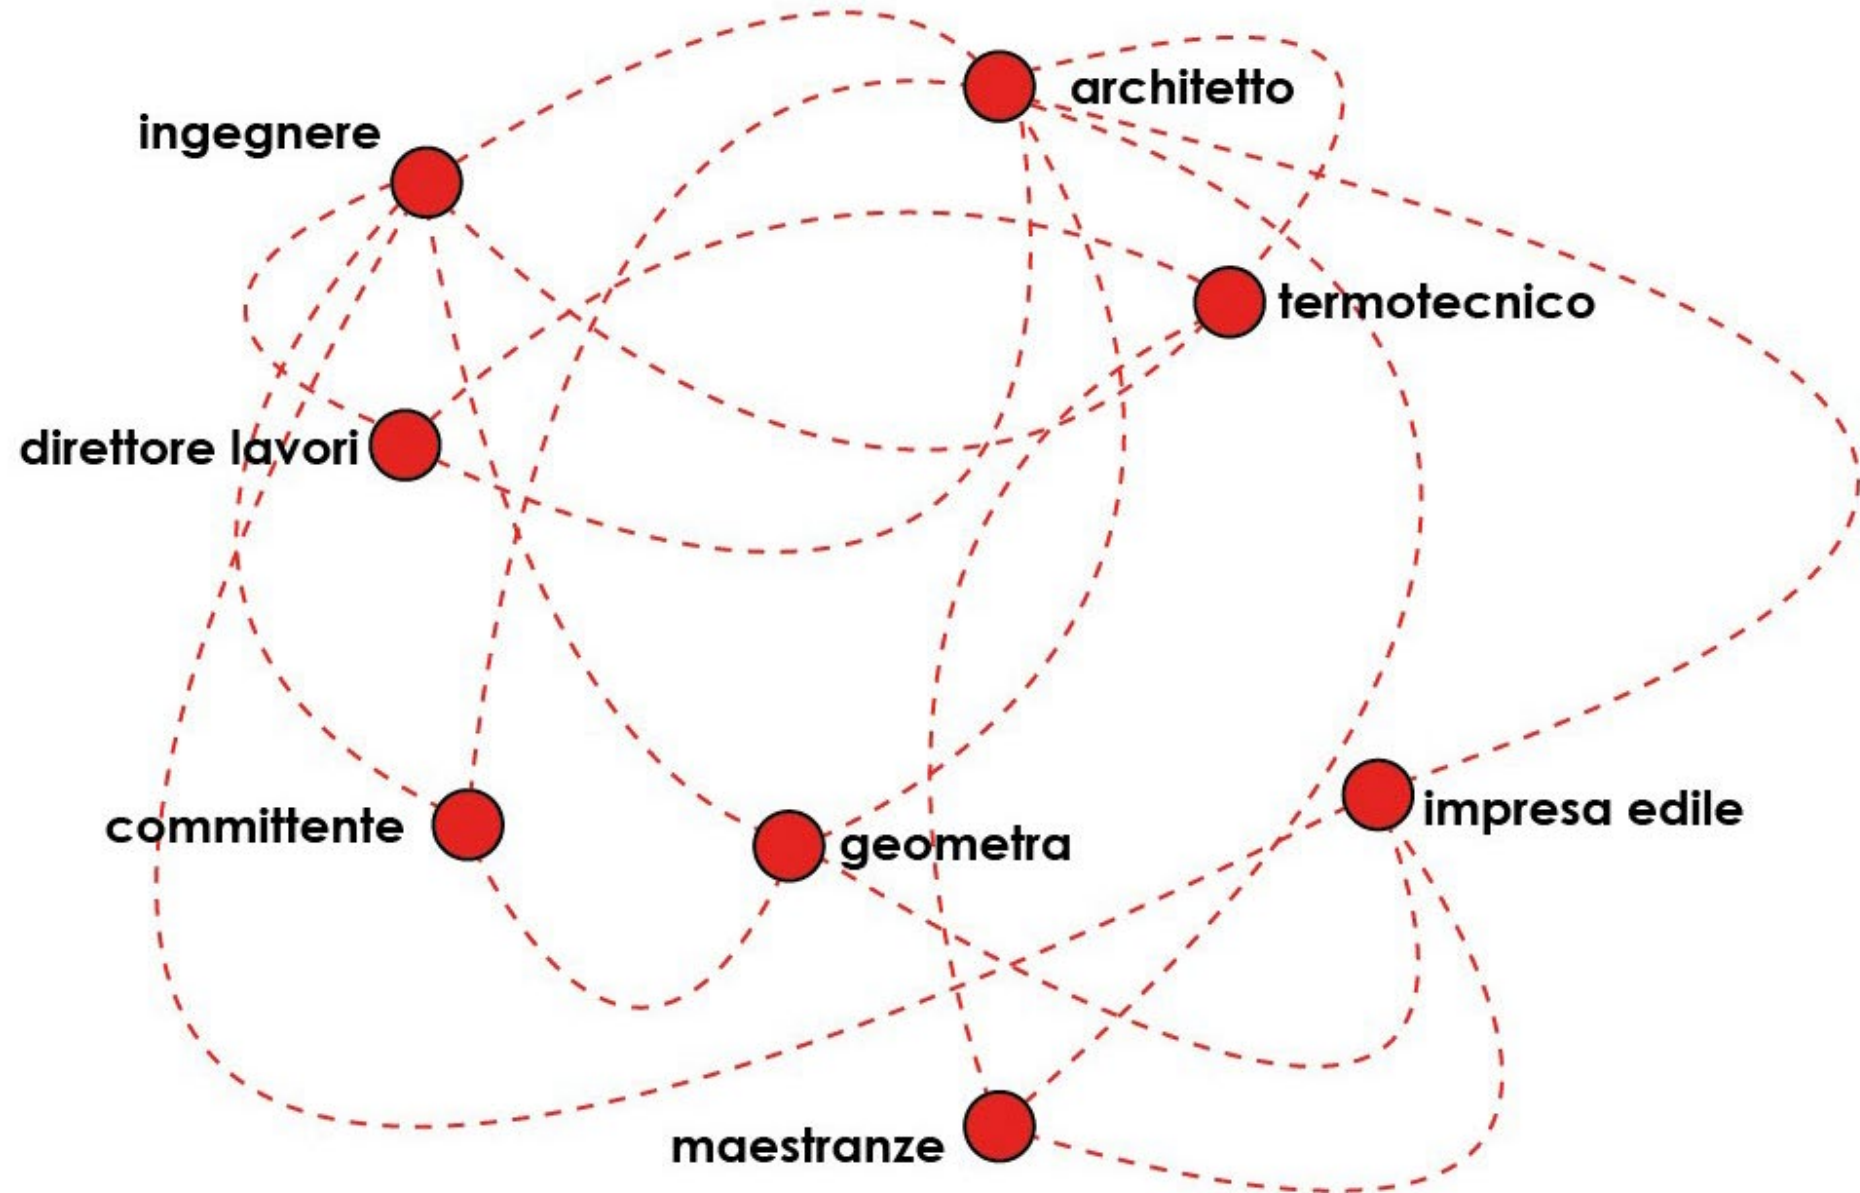 architetto
ingegnere
termotecnico
direttore lavori
impresa edile
committente
geometra
maestranze